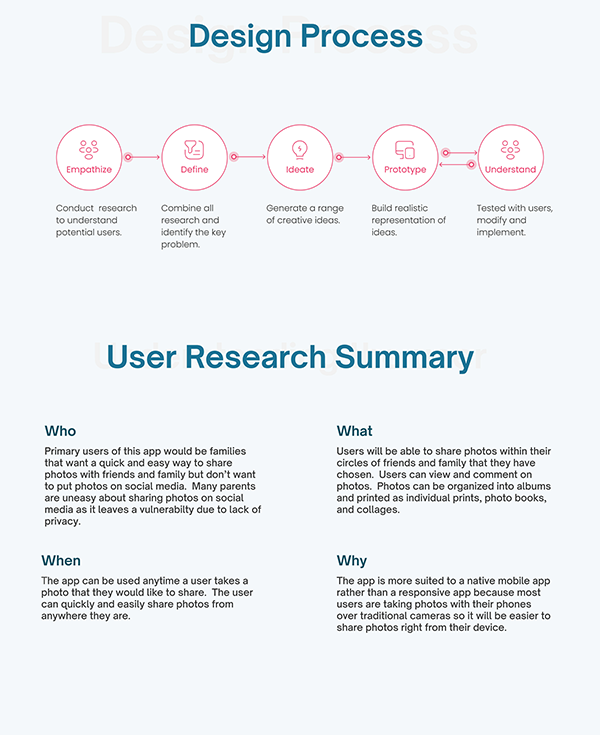 Design Process
Design Process
Empathize
Define
Ideate
Prototype
Understand
Conduct research
to understand
potential users.
Combine all
research and
identify the key
problem.
Generate a range
of creative ideas.
Build realistic
representation of
ideas.
Tested with users,
modify and
implement.
User Research Summary
Who
Primary users of this app would be families
that want a quick and easy way to share
photos with friends and family but don’t want
to put photos on social media. Many parents
are uneasy about sharing photos on social
media as it leaves a vulnerabilty due to lack of
privacy.
What
Users will be able to share photos within their
circles of friends and family that they have
chosen. Users can view and comment on
photos. Photos can be organized into albums
and printed as individual prints, photo books,
and collages.
When
The app can be used anytime a user takes a
photo that they would like to share. The user
can quickly and easily share photos from
anywhere they are.
Why
The app is more suited to a native mobile app
rather than a responsive app because most
users are taking photos with their phones
over traditional cameras so it will be easier to
share photos right from their device.